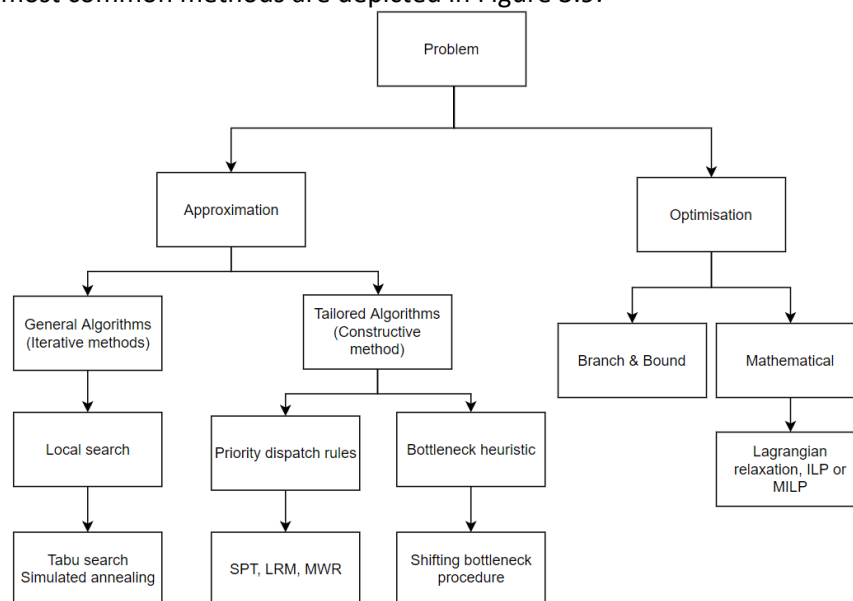 most common methods are depicted in Figure 3.9.
Problem
Approximation
Optimisation
General Algorithms
(Iterative methods)
Tailored Algorithms
(Constructive
method)
Branch & Bound
Mathematical
Local search
Priority dispatch rules
Bottleneck heuristic
Lagrangian
relaxation, ILP or
MILP
Tabu search
Simulated annealing
SPT, LRM, MWR
Shifting bottleneck
procedure